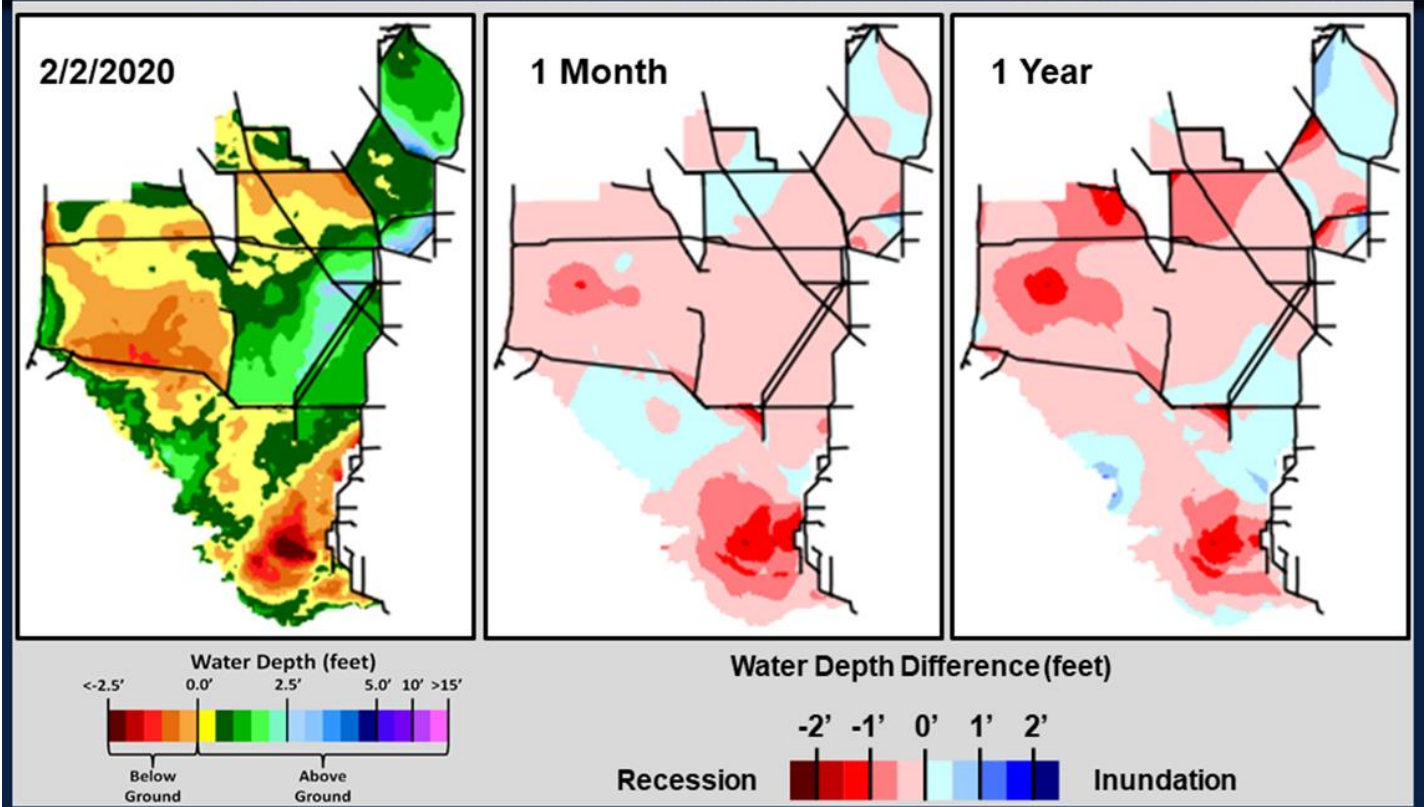 2/2/2020
1 Month
1 Year
Water Depth (feet)
<-2.5’ 0.0’ 2.5’ 5.0’ 10’ >15’
Below
Ground
Above
Ground
Water Depth Difference (feet)
-2’ -1’ 0’ 1’ 2’
Recession Inundation